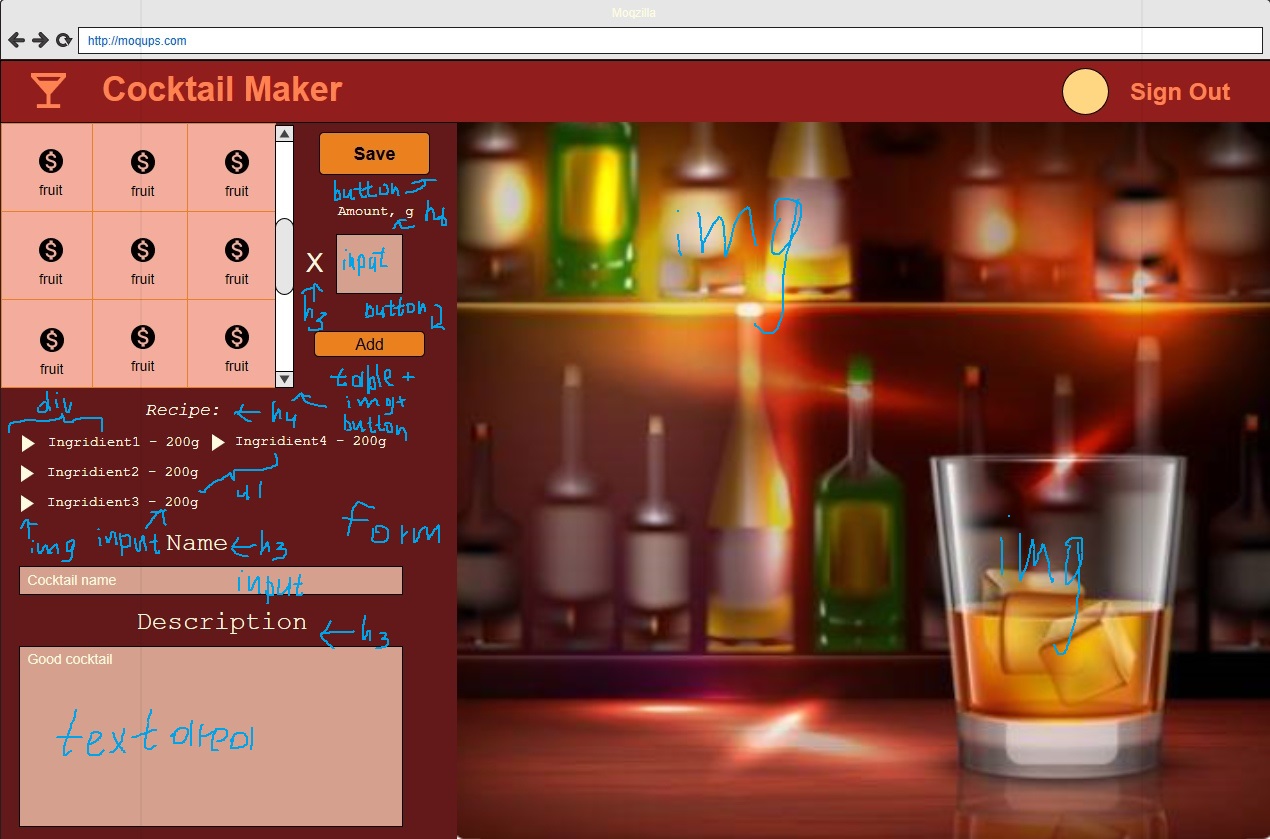 Moqzilla
http://moqups.com
Cocktail Maker
Sign Out
fruit fruit fruit
fruit fruit fruit
fruit fruit fruit
Save
button
Amount, g
h6
X
input
h3
button
Add
table +
img+
button
div
Recipe:
h4
Ingridient1 - 200g
Ingridient4 - 200g
Ingridient2 - 200g
ul
Ingridient3 - 200g
img
input
form
Name
h3
Cocktail name
input
Description
h3
Good cocktail
textarea
img
img